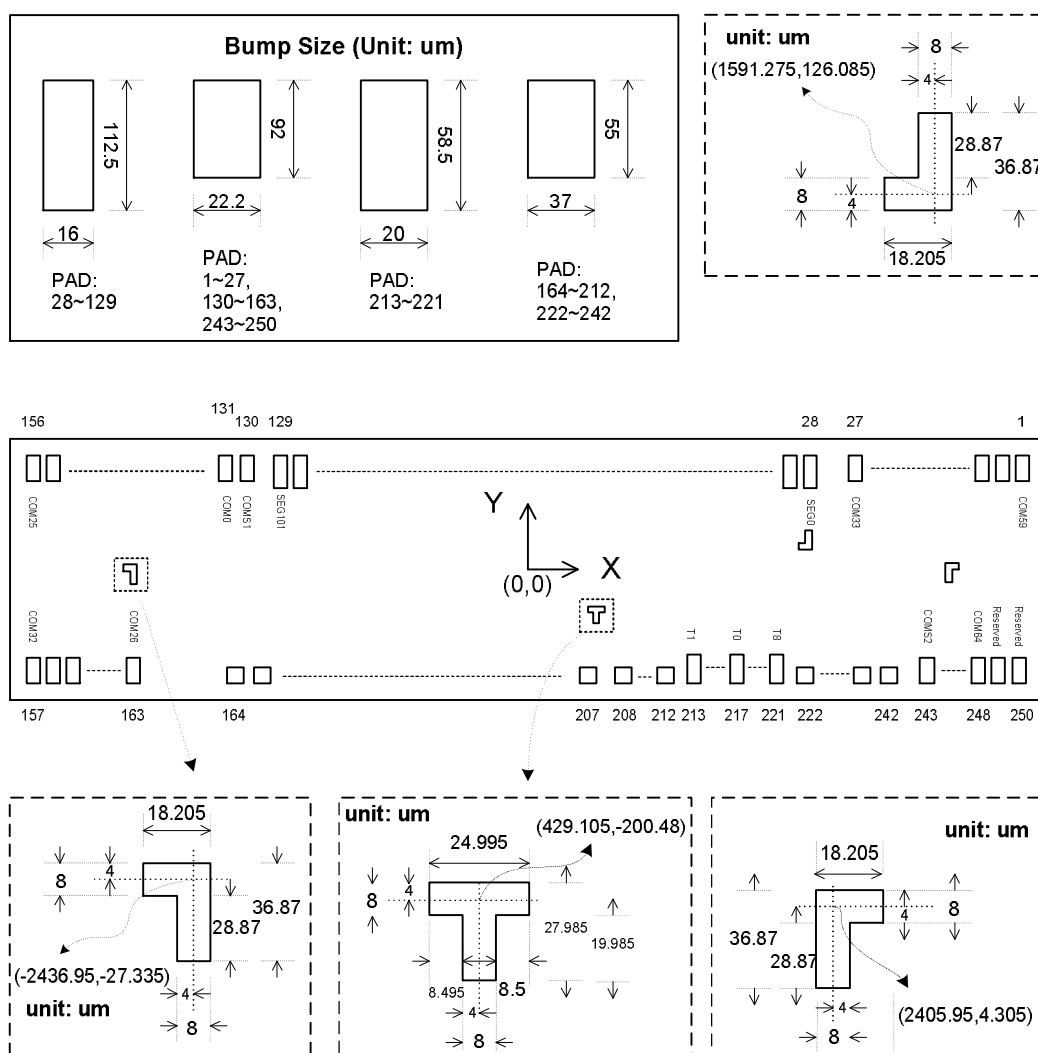 Bump Size (Unit: um)
112.5
16
PAD:
28~129
92
22.2
PAD:
1~27,
130~163,
243~250
58.5
20
PAD:
213~221
55
37
PAD:
164~212,
222~242
unit: um
(1591.275,126.085)
8
4
28.87
36.87
8
4
18.205
156
131
130
129
28
27
1
COM25
COM0
COMS1
SEG101
SEG0
COM33
COM59
Y
X
(0,0)
COM32
COM26
T1
T0
T8
COMS2
COM64
Reserved
Reserved
157
163
164
207
208
212
213
217
221
222
242
243
248
250
18.205
8
4
28.87
36.87
(-2436.95,-27.335)
unit: um
4
8
unit: um
(429.105,-200.48)
24.995
8
4
27.985
19.985
8.495
8.5
4
8
unit: um
18.205
36.87
28.87
4
8
(2405.95,4.305)
4
8